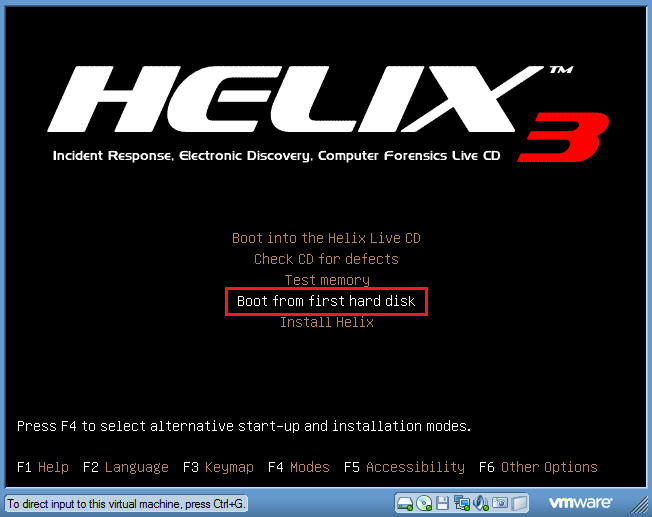 HELIX™
3
Incident Response, Electronic Discovery, Computer Forensics Live CD
Boot into the Helix Live CD
Check CD for defects
Test memory
Boot from first hard disk
Install Helix
Press F4 to select alternative start-up and installation modes.
F1 Help F2 Language F3 Keymap F4 Modes F5 Accessibility F6 Other Options
To direct input to this virtual machine, press Ctrl+G.
vmware